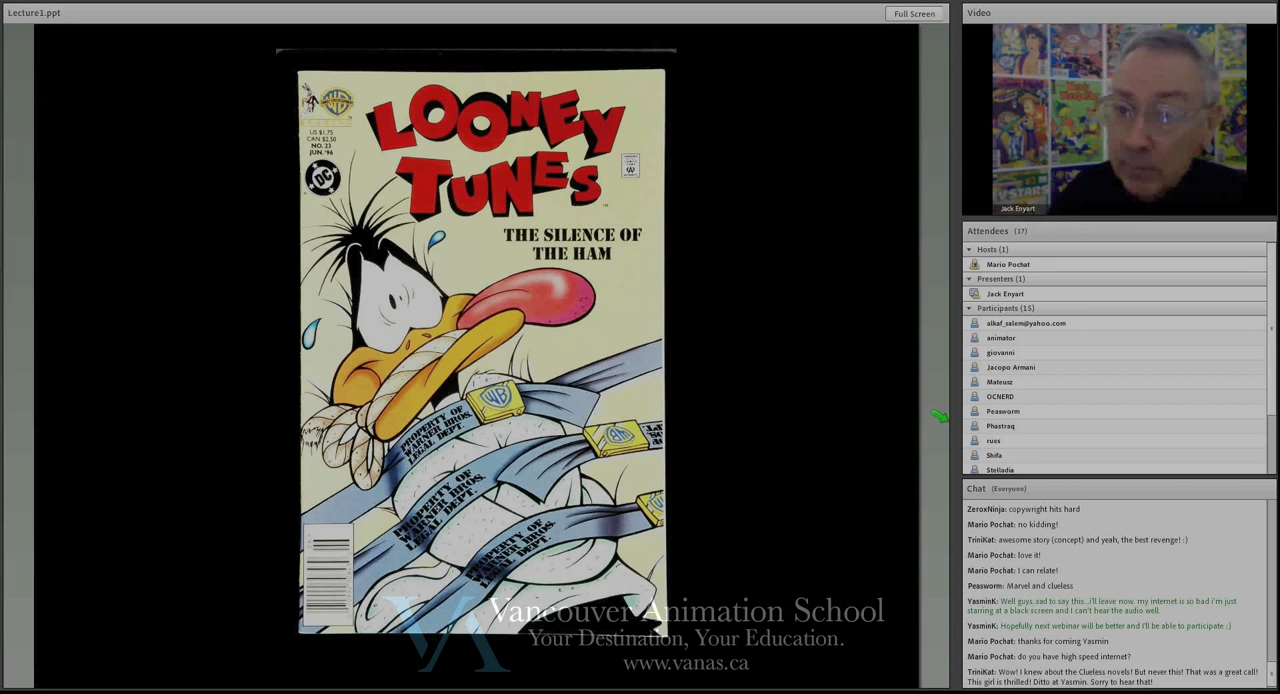 Lecture1.ppt
Full Screen
LOONEY
TUNES
US $1.75
CAN $2.50
NO. 23
JUN. '96
DC
THE SILENCE OF
THE HAM
WB
PROPERTY OF
WARNER BROS.
LEGAL DEPT.
PROPERTY OF
WARNER BROS.
LEGAL DEPT.
PROPERTY OF
WARNER BROS.
LEGAL DEPT.
Vancouver Animation School
Your Destination, Your Education.
www.vanas.ca
Video
Jack Enyart
Attendees (17)
Hosts (1)
Mario Pochat
Presenters (1)
Jack Enyart
Participants (15)
alkaf_salem@yahoo.com
animator
giovanni
Jacopo Armani
Mateusz
OCNERD
Peasworm
Phastraq
rues
Shifa
Stelladia
Chat (Everyone)
ZeroxNinja: copywright hits hard
Mario Pochat: no kidding!
TriniKat: awesome story (concept) and yeah, the best revenge! :)
Mario Pochat: love it!
Mario Pochat: I can relate!
Peasworm: Marvel and clueless
YasminK: Well guys..sad to say this...i'll leave now. my internet is so bad i'm just
starring at a black screen and I can't hear the audio well.
YasminK: Hopefully next webinar will be better and I'll be able to participate :)
Mario Pochat: thanks for coming Yasmin
Mario Pochat: do you have high speed internet?
TriniKat: Wow! I knew about the Clueless novels! But never this! That was a great call!
This girl is thrilled! Ditto at Yasmin. Sorry to hear that!